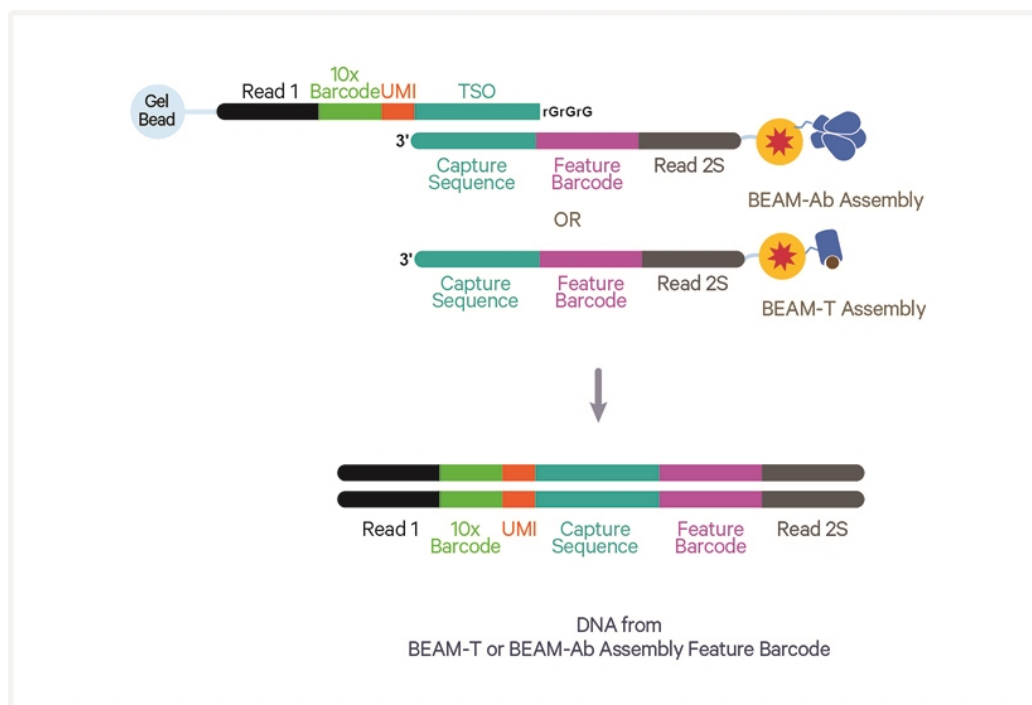 Gel
Bead
Read 1
10x
Barcode
UMI
TSO
rGrGrG
3'
Capture
Sequence
Feature
Barcode
Read 2S
BEAM-Ab Assembly
OR
3'
Capture
Sequence
Feature
Barcode
Read 2S
BEAM-T Assembly
Read 1
10x
Barcode
UMI
Capture
Sequence
Feature
Barcode
Read 2S
DNA from
BEAM-T or BEAM-Ab Assembly Feature Barcode